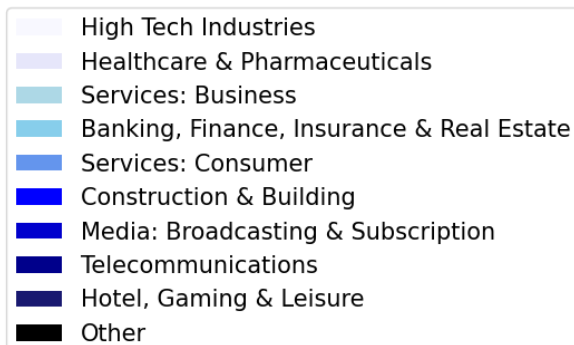 High Tech Industries
Healthcare & Pharmaceuticals
Services: Business
Banking, Finance, Insurance & Real Estate
Services: Consumer
Construction & Building
Media: Broadcasting & Subscription
Telecommunications
Hotel, Gaming & Leisure
Other